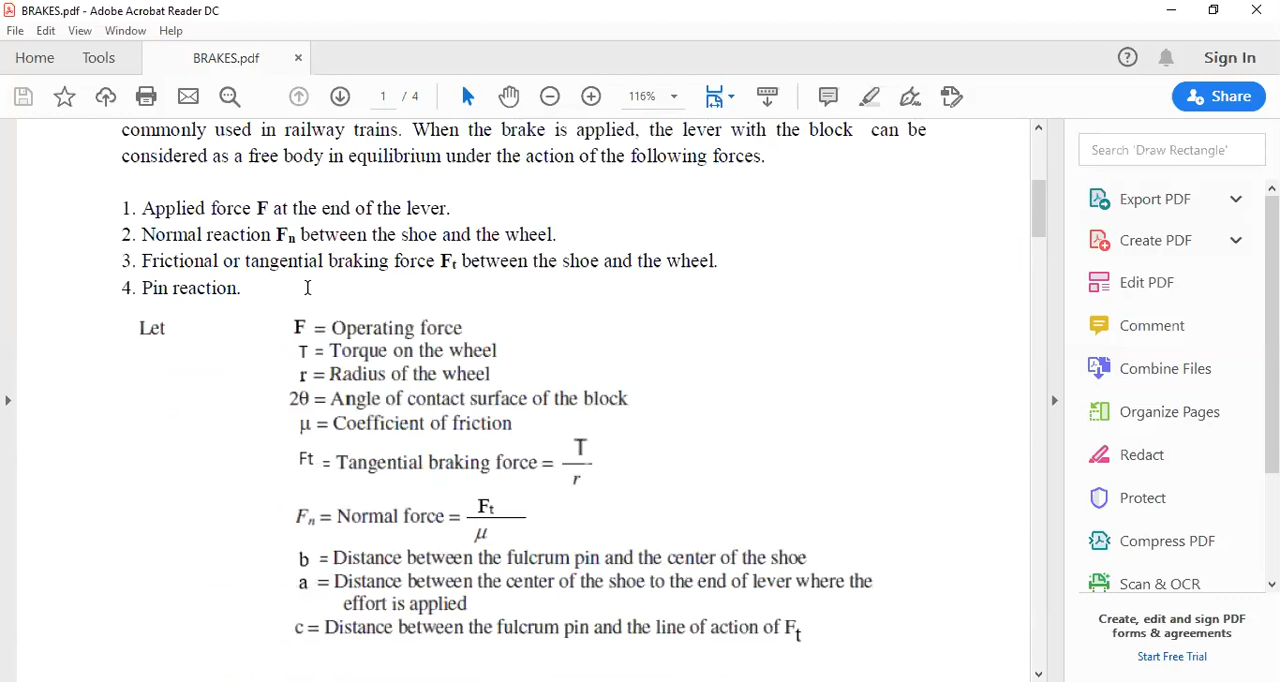 BRAKES.pdf - Adobe Acrobat Reader DC
File Edit View Window Help
Home Tools BRAKES.pdf × Sign In
1 / 4 116% Share
commonly used in railway trains. When the brake is applied, the lever with the block can be
considered as a free body in equilibrium under the action of the following forces.
1. Applied force F at the end of the lever.
2. Normal reaction Fn between the shoe and the wheel.
3. Frictional or tangential braking force Ft between the shoe and the wheel.
4. Pin reaction.
Let F = Operating force
T = Torque on the wheel
r = Radius of the wheel
2θ = Angle of contact surface of the block
μ = Coefficient of friction
Ft = Tangential braking force = T / r
Fn = Normal force = Ft / μ
b = Distance between the fulcrum pin and the center of the shoe
a = Distance between the center of the shoe to the end of lever where the
effort is applied
c = Distance between the fulcrum pin and the line of action of Ft
Search 'Draw Rectangle'
Export PDF
Create PDF
Edit PDF
Comment
Combine Files
Organize Pages
Redact
Protect
Compress PDF
Scan & OCR
Create, edit and sign PDF
forms & agreements
Start Free Trial